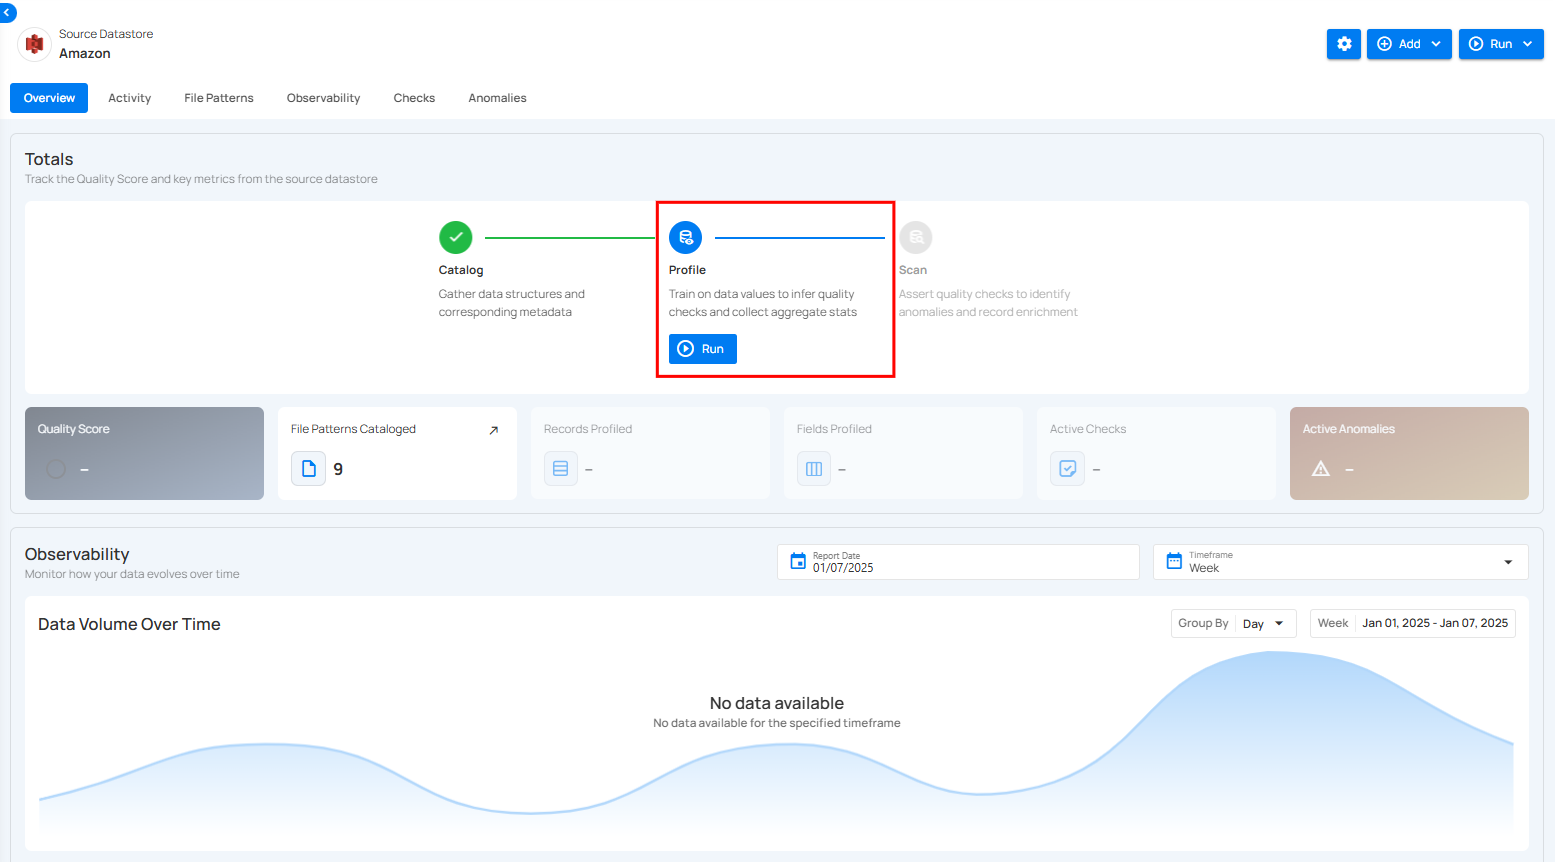 Source Datastore
Amazon
Add
Run
Overview
Activity
File Patterns
Observability
Checks
Anomalies
Totals
Track the Quality Score and key metrics from the source datastore
Catalog
Gather data structures and
corresponding metadata
Profile
Train on data values to infer quality
checks and collect aggregate stats
Run
Scan
Assert quality checks to identify
anomalies and record enrichment
Quality Score
–
File Patterns Cataloged
9
Records Profiled
–
Fields Profiled
–
Active Checks
–
Active Anomalies
–
Observability
Monitor how your data evolves over time
Report Date
01/07/2025
Timeframe
Week
Data Volume Over Time
Group By Day
Week Jan 01, 2025 - Jan 07, 2025
No data available
No data available for the specified timeframe